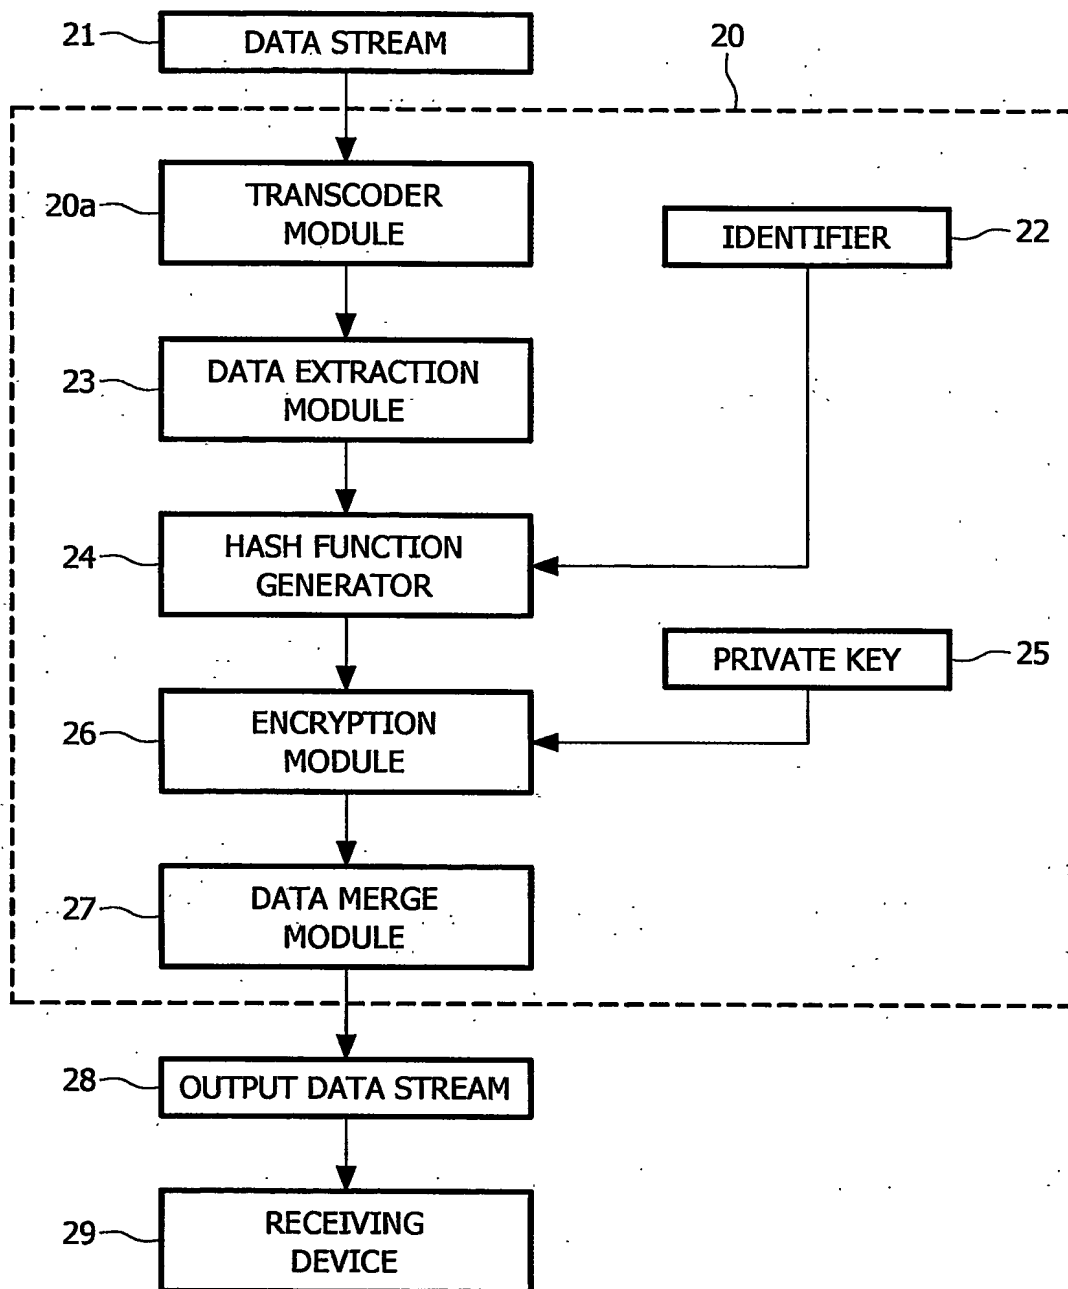 21
DATA STREAM
20
20a
TRANSCODER
MODULE
IDENTIFIER
22
23
DATA EXTRACTION
MODULE
24
HASH FUNCTION
GENERATOR
PRIVATE KEY
25
26
ENCRYPTION
MODULE
27
DATA MERGE
MODULE
28
OUTPUT DATA STREAM
29
RECEIVING
DEVICE